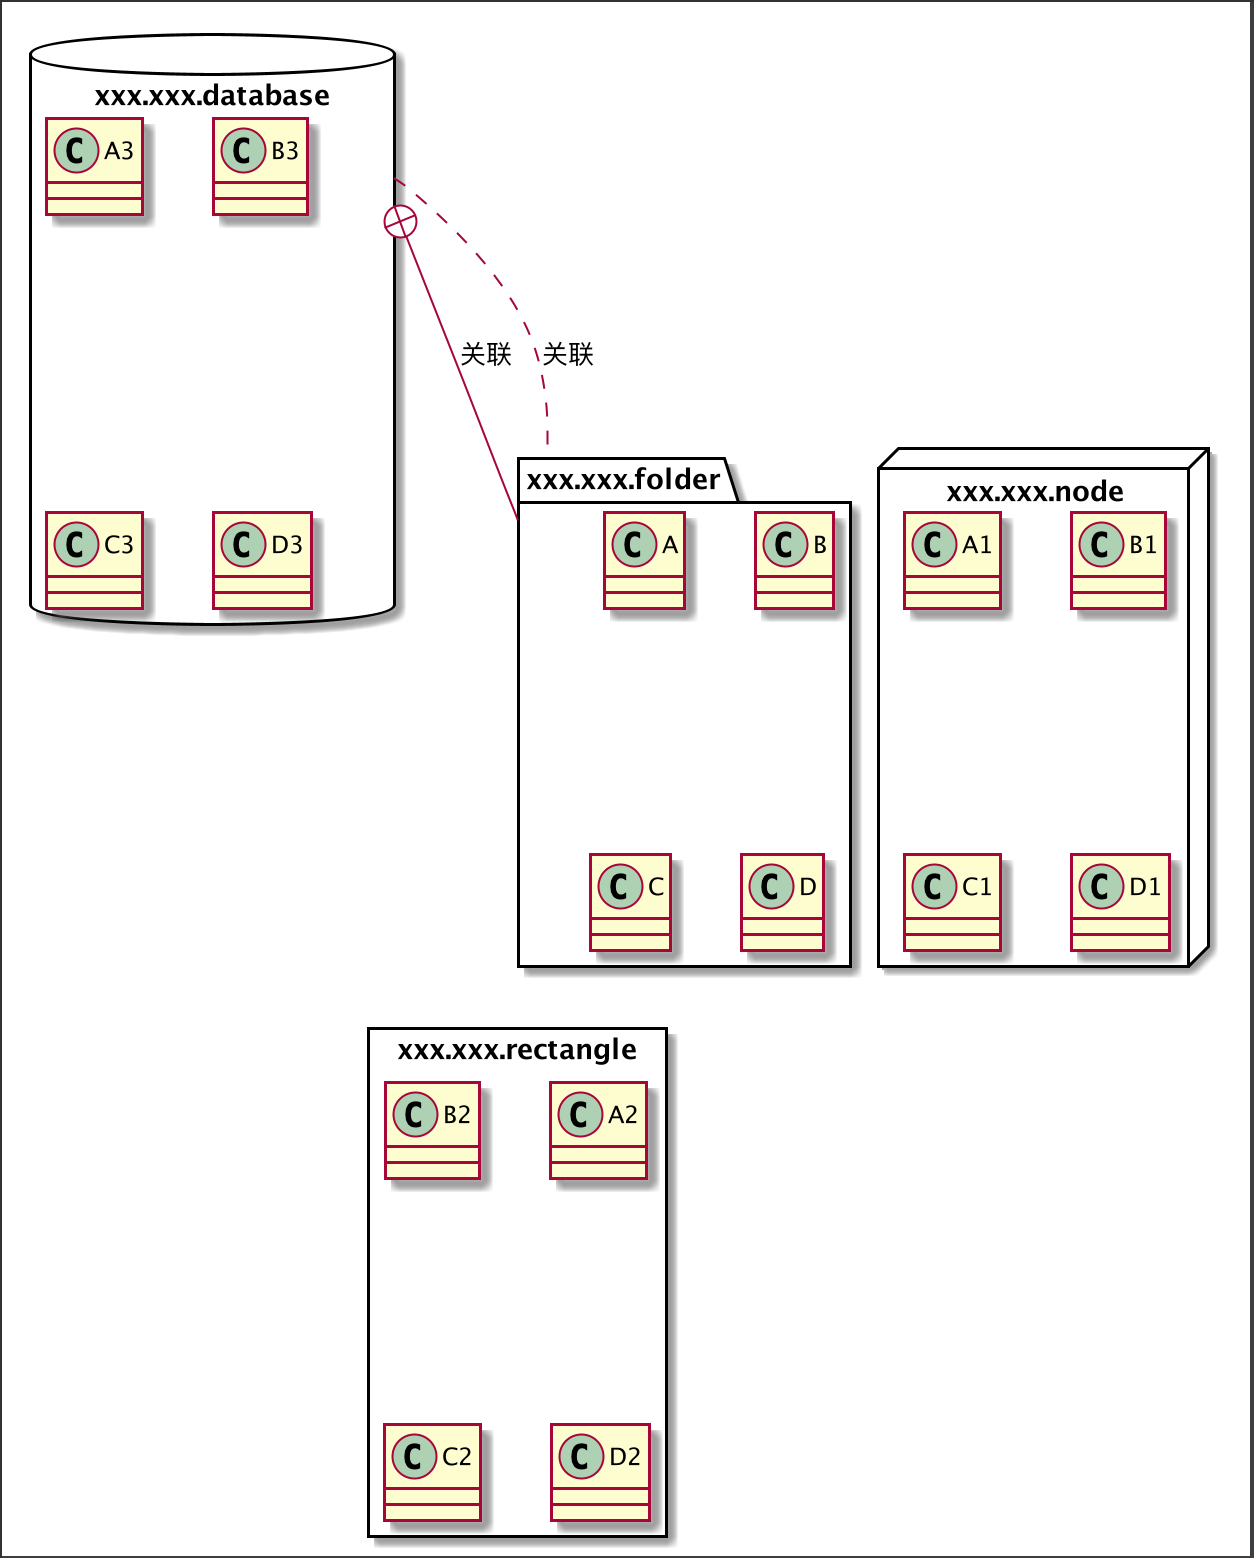 xxx.xxx.database
C A3
C B3
关联
关联
C C3
C D3
xxx.xxx.folder
C A
C B
C C
C D
xxx.xxx.node
C A1
C B1
C C1
C D1
xxx.xxx.rectangle
C B2
C A2
C C2
C D2